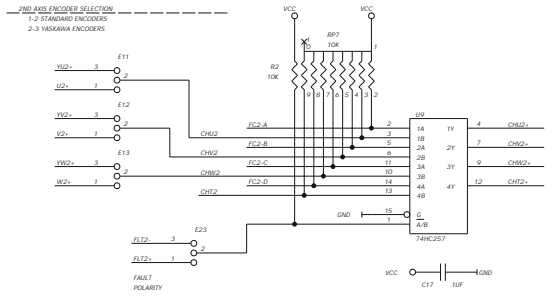 2ND AXIS ENCODER SELECTION
1-2 STANDARD ENCODERS
2-3 YASKAWA ENCODERS
VCC
VCC
RP7
10K
1
0
1
R2
10K
9 8 7 6 5 4 3 2
E11
YU2+ 3
2
U2+ 1
E12
YV2+ 3
2
V2+ 1
E13
YW2+ 3
2
W2+ 1
FC2-A
CHU2
FC2-B
CHV2
FC2-C
CHW2
FC2-D
CHT2
GND
U9
2 1A 1Y 4 CHU2+
3 1B
5 2A 2Y 7 CHV2+
6 2B
11 3A 3Y 9 CHW2+
10 3B
14 4A 4Y 12 CHT2+
13 4B
15 G
1 A/B
74HC257
E23
FLT2- 3
2
FLT2+ 1
FAULT
POLARITY
VCC
GND
C17 .1UF